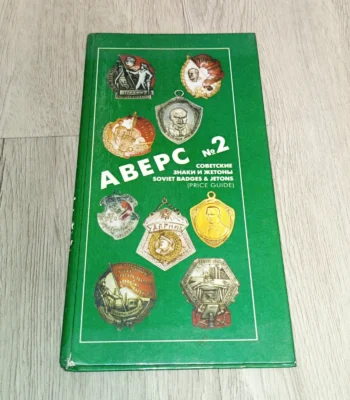 АВЕРС №2
СОВЕТСКИЕ
ЗНАКИ И ЖЕТОНЫ
SOVIET BADGES & JETONS
(PRICE GUIDE)